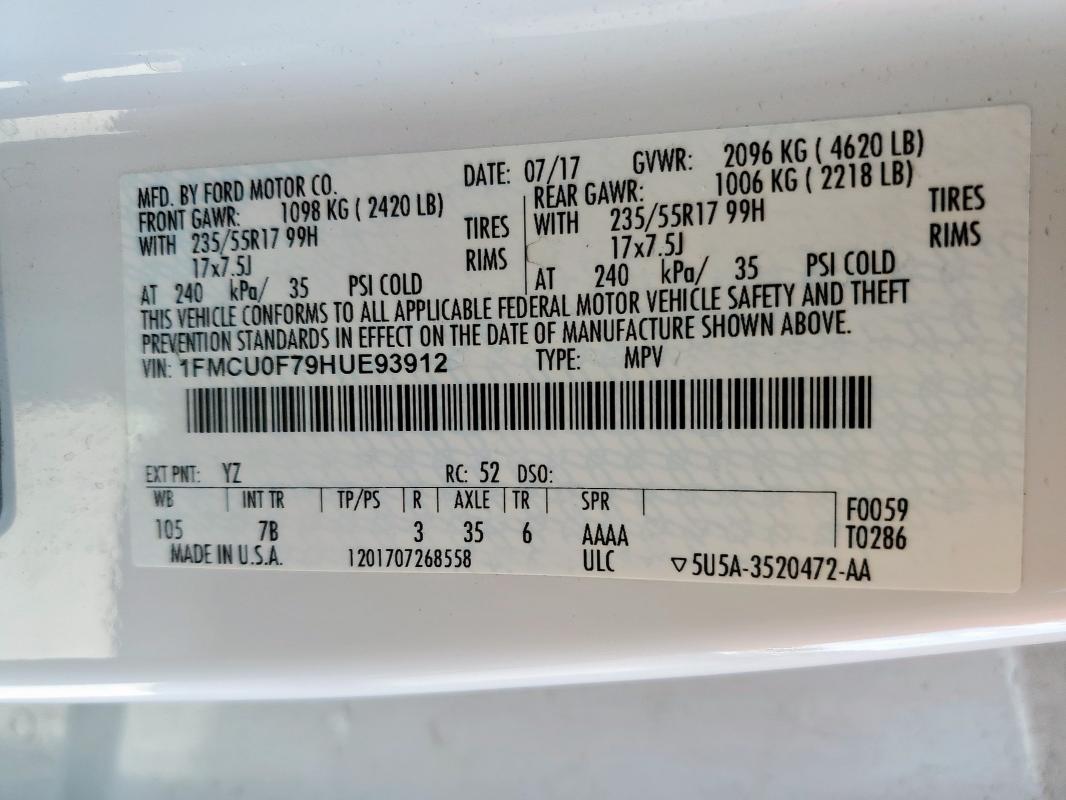 MFD. BY FORD MOTOR CO. DATE: 07/17 GVWR: 2096 KG ( 4620 LB)
FRONT GAWR: 1098 KG ( 2420 LB) REAR GAWR: 1006 KG ( 2218 LB)
WITH 235/55R17 99H TIRES WITH 235/55R17 99H TIRES
17x7.5J RIMS 17x7.5J RIMS
AT 240 kPa/ 35 PSI COLD AT 240 kPa/ 35 PSI COLD
THIS VEHICLE CONFORMS TO ALL APPLICABLE FEDERAL MOTOR VEHICLE SAFETY AND THEFT
PREVENTION STANDARDS IN EFFECT ON THE DATE OF MANUFACTURE SHOWN ABOVE.
VIN: 1FMCU0F79HUE93912 TYPE: MPV
EXT PNT: YZ RC: 52 DSO:
WB INT TR TP/PS R AXLE TR SPR F0059
105 7B 3 35 6 AAAA T0286
MADE IN U.S.A. 1201707268558 ULC ▽5U5A-3520472-AA